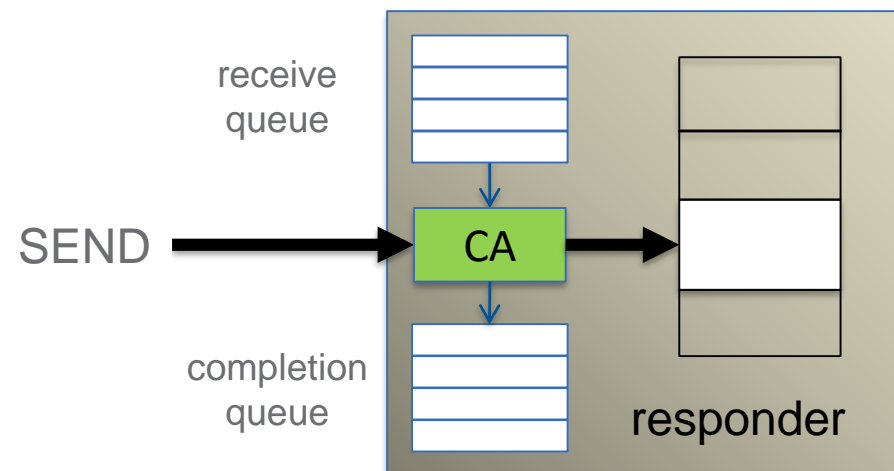 receive
queue
SEND
CA
completion
queue
responder